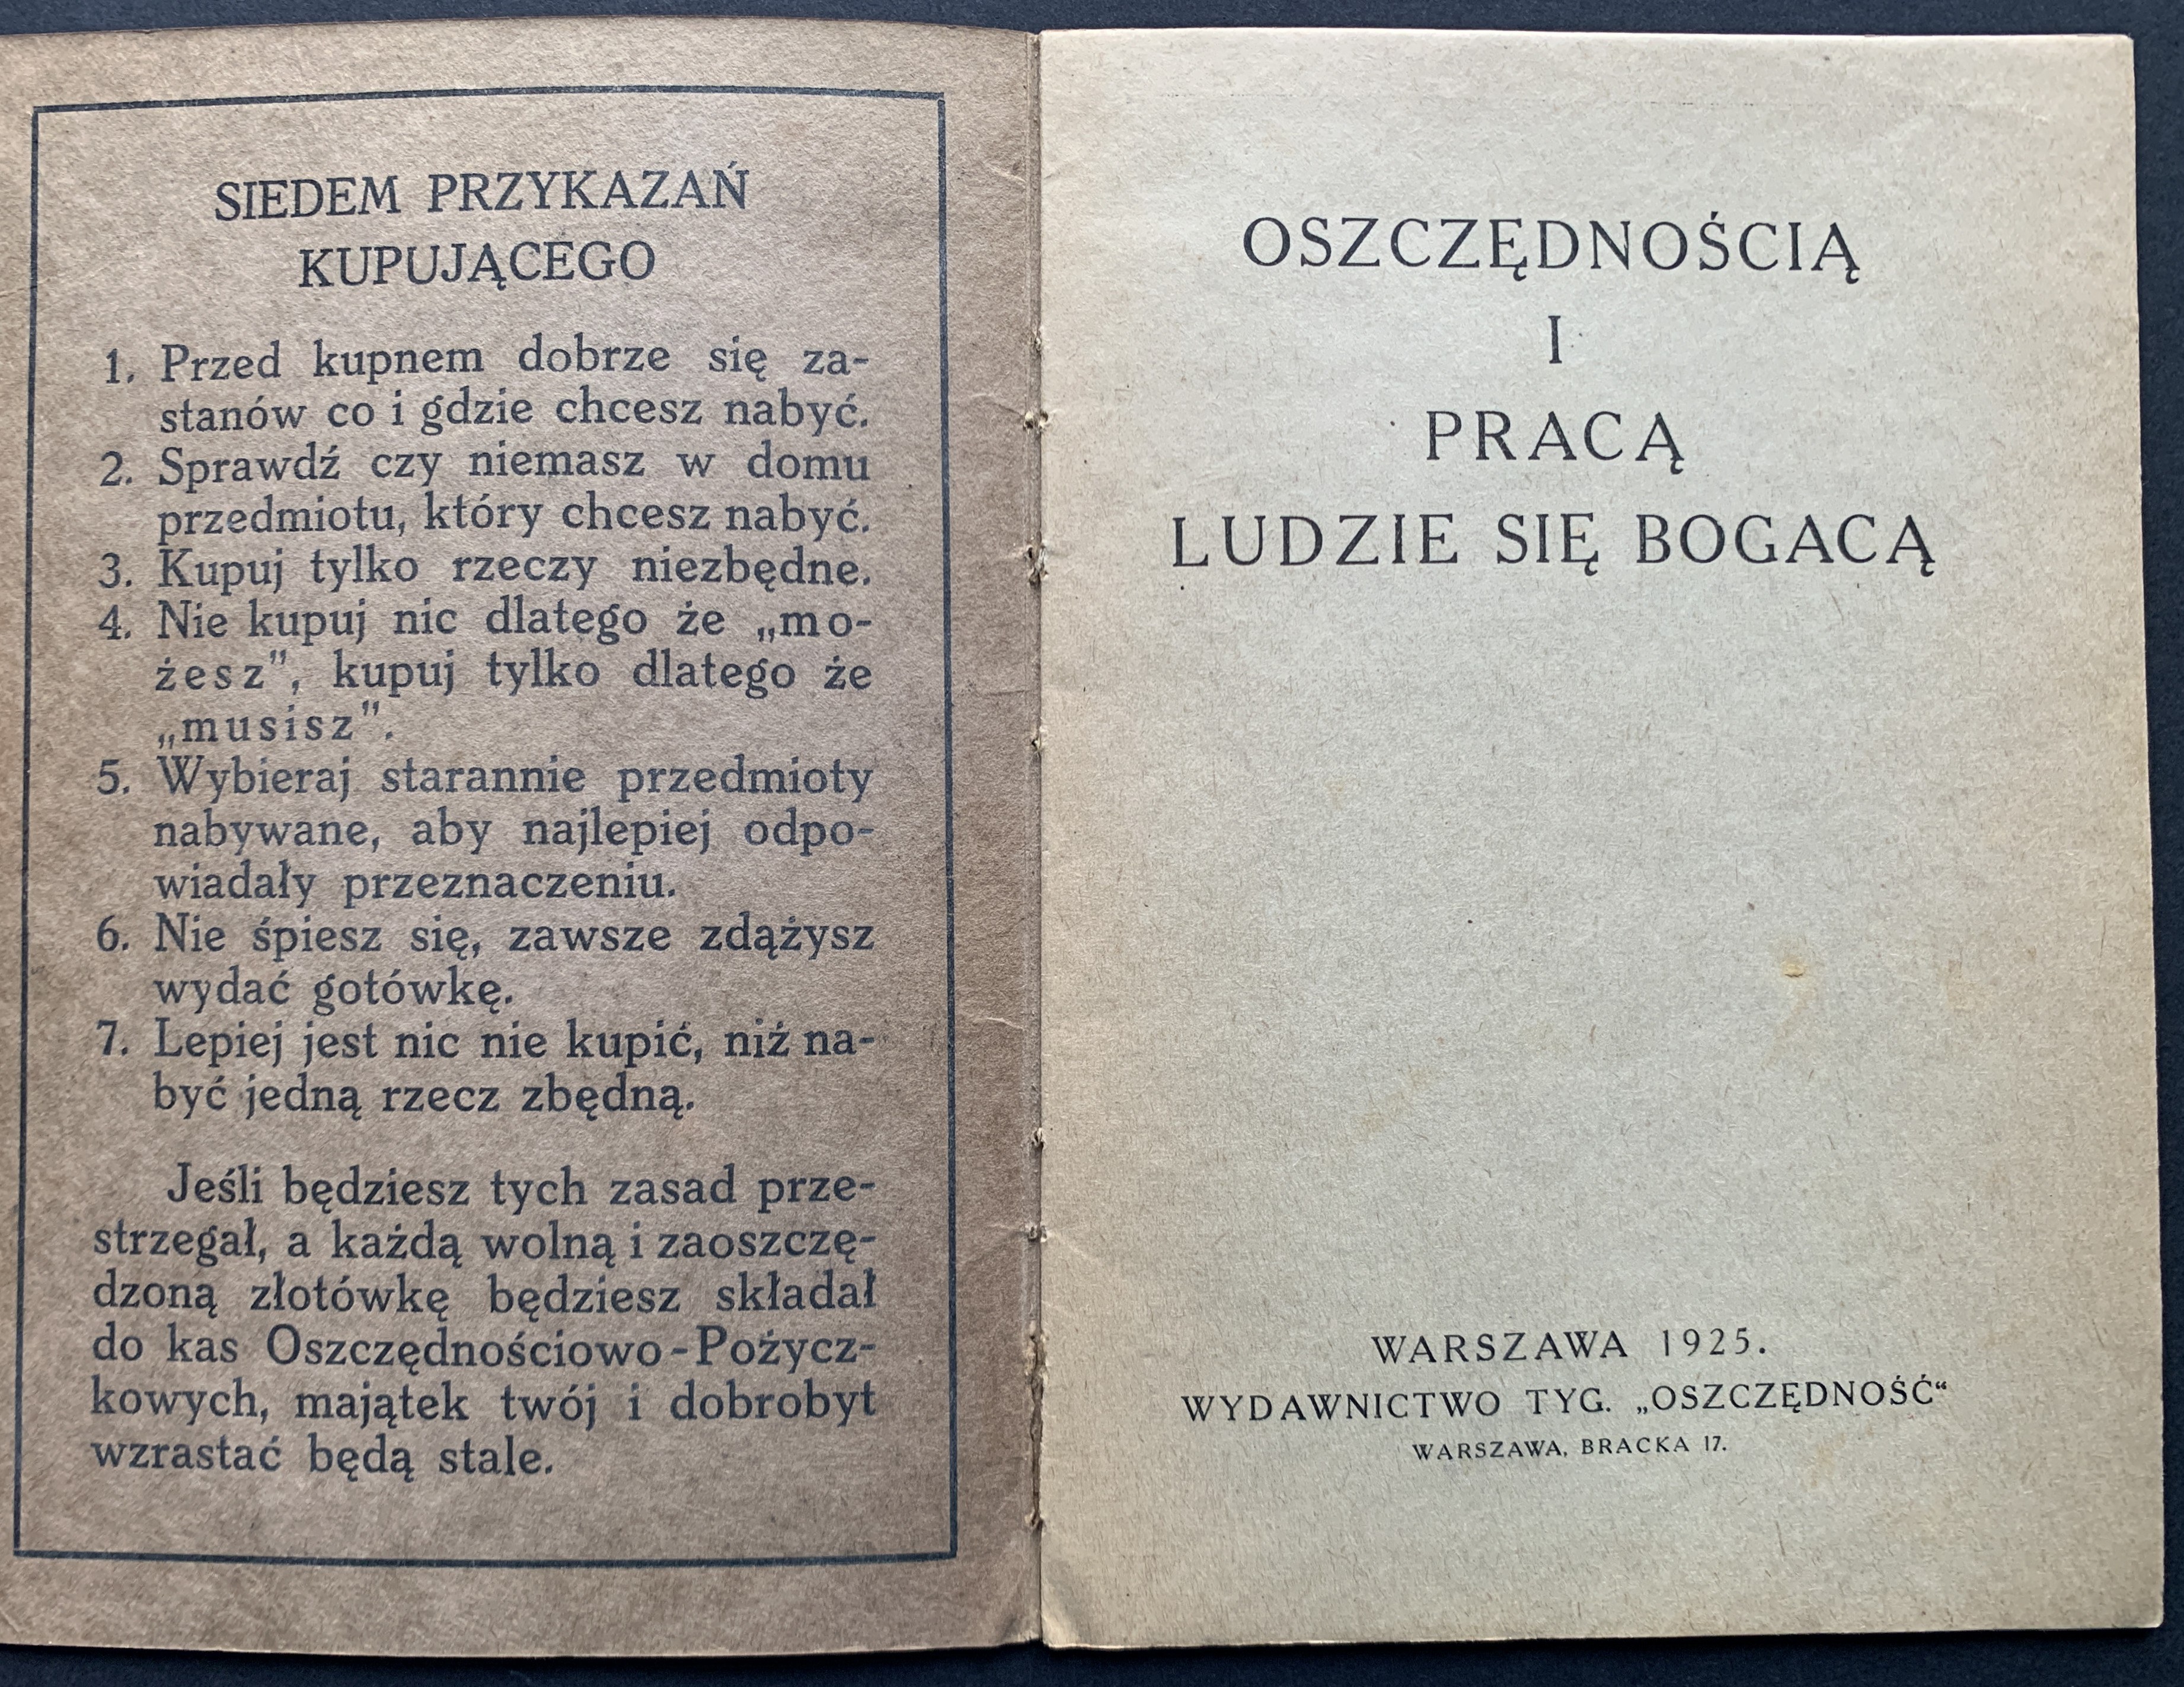 SIEDEM PRZYKAZAŃ
KUPUJĄCEGO
1. Przed kupnem dobrze się za-
stanów co i gdzie chcesz nabyć.
2. Sprawdź czy niemasz w domu
przedmiotu, który chcesz nabyć.
3. Kupuj tylko rzeczy niezbędne.
4. Nie kupuj nic dlatego że „mo-
żesz", kupuj tylko dlatego że
„musisz".
5. Wybieraj starannie przedmioty
nabywane, aby najlepiej odpo-
wiadały przeznaczeniu.
6. Nie śpiesz się, zawsze zdążysz
wydać gotówkę.
7. Lepiej jest nic nie kupić, niż na-
być jedną rzecz zbędną.
Jeśli będziesz tych zasad prze-
strzegał, a każdą wolną i zaoszczę-
dzoną złotówkę będziesz składał
do kas Oszczędnościowo-Pożycz-
kowych, majątek twój i dobrobyt
wzrastać będą stale.
OSZCZĘDNOŚCIĄ
I
PRACĄ
LUDZIE SIĘ BOGACĄ
WARSZAWA 1925.
WYDAWNICTWO TYG. „OSZCZĘDNOŚĆ“
WARSZAWA, BRACKA 17.